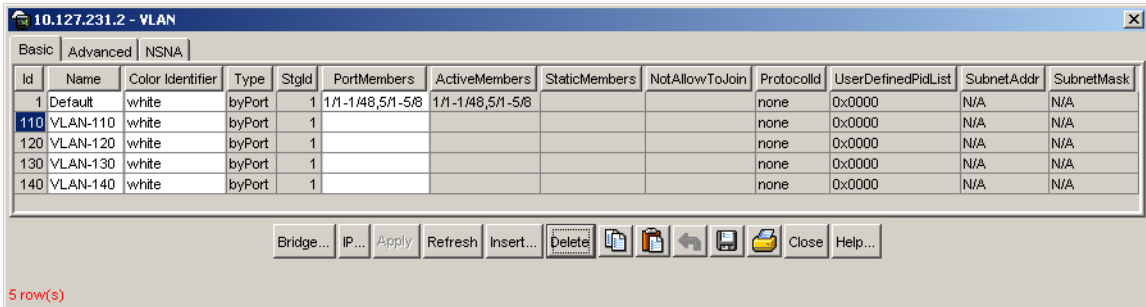 10.127.231.2 - VLAN
Basic Advanced NSNA
Id Name Color Identifier Type StgId PortMembers ActiveMembers StaticMembers NotAllowToJoin ProtocolId UserDefinedPidList SubnetAddr SubnetMask
1 Default white byPort 1 1/1-1/48,5/1-5/8 1/1-1/48,5/1-5/8 none 0x0000 N/A N/A
110 VLAN-110 white byPort 1 none 0x0000 N/A N/A
120 VLAN-120 white byPort 1 none 0x0000 N/A N/A
130 VLAN-130 white byPort 1 none 0x0000 N/A N/A
140 VLAN-140 white byPort 1 none 0x0000 N/A N/A
Bridge... IP... Apply Refresh Insert... Delete Close Help...
5 row(s)